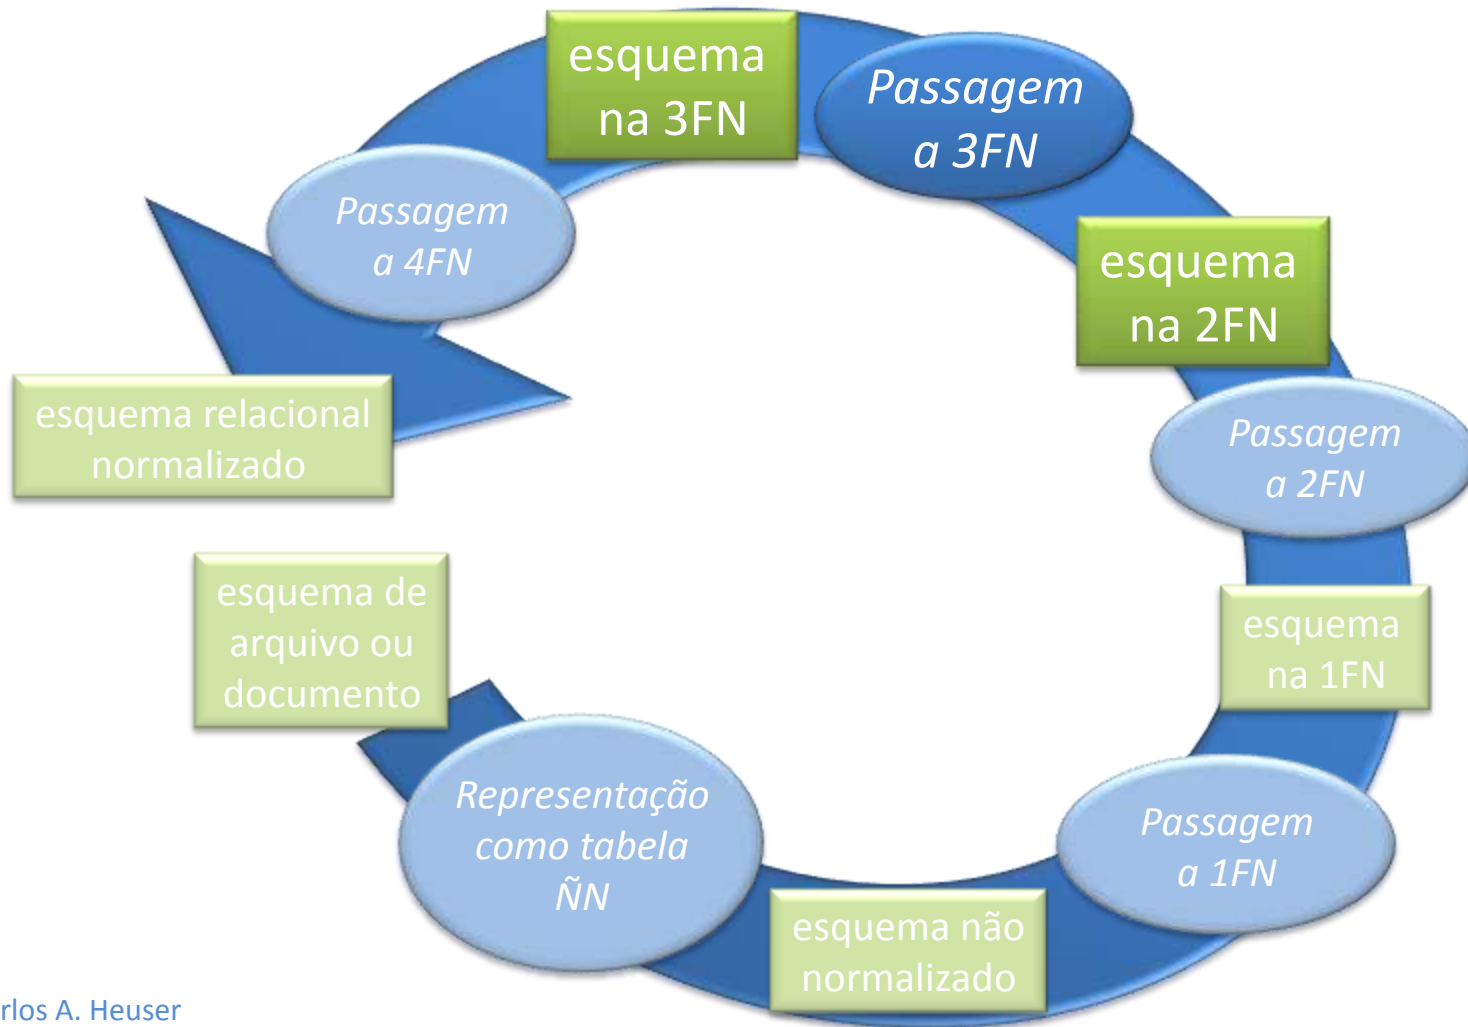 esquema
na 3FN
Passagem
a 3FN
Passagem
a 4FN
esquema
na 2FN
esquema relacional
normalizado
Passagem
a 2FN
esquema de
arquivo ou
documento
esquema
na 1FN
Representação
como tabela
ÑN
Passagem
a 1FN
esquema não
normalizado
rlos A. Heuser